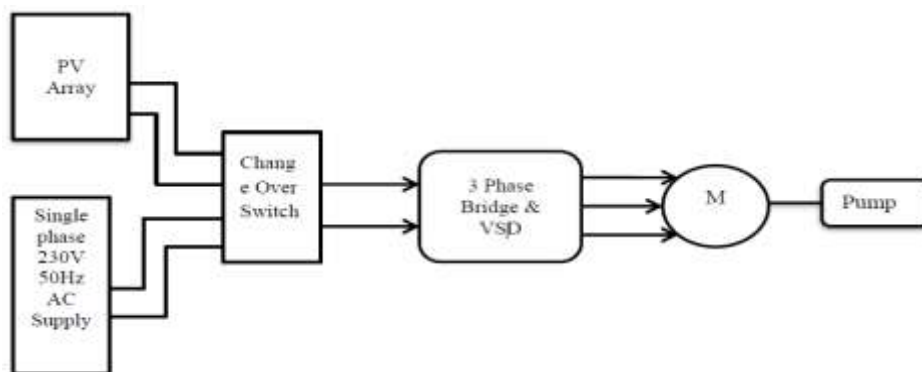 PV
Array
Single
phase
230V
50Hz
AC
Supply
Chang
e Over
Switch
3 Phase
Bridge &
VSD
M
Pump